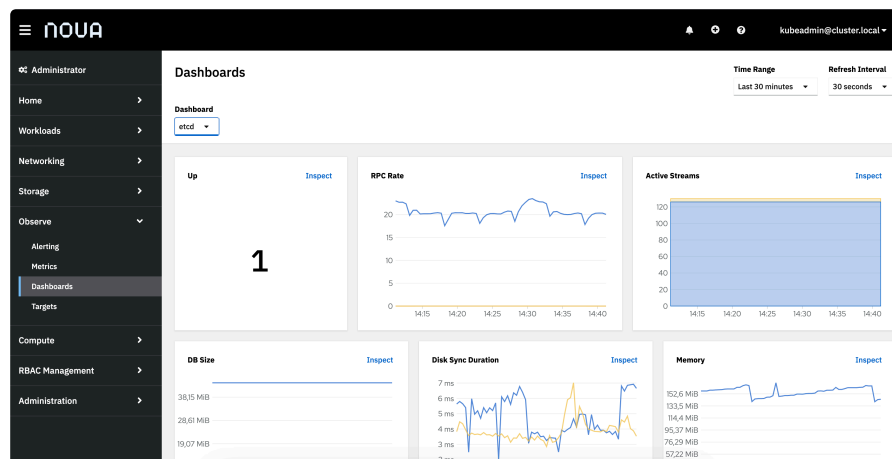 NOUA
kubeadmin@cluster.local
Administrator
Home
Workloads
Networking
Storage
Observe
Alerting
Metrics
Dashboards
Targets
Compute
RBAC Management
Administration
Dashboards
Time Range
Refresh Interval
Last 30 minutes
30 seconds
Dashboard
etcd
Up
Inspect
1
RPC Rate
Inspect
20
15
10
5
0
14:15 14:20 14:25 14:30 14:35 14:41
Active Streams
Inspect
120
100
80
60
40
20
0
14:15 14:20 14:25 14:30 14:35 14:41
DB Size
Inspect
38,15 MiB
28,61 MiB
19,07 MiB
Disk Sync Duration
Inspect
7 ms
6 ms
5 ms
4 ms
3 ms
Memory
Inspect
152,6 MiB
133,5 MiB
114,4 MiB
95,37 MiB
76,29 MiB
57,22 MiB